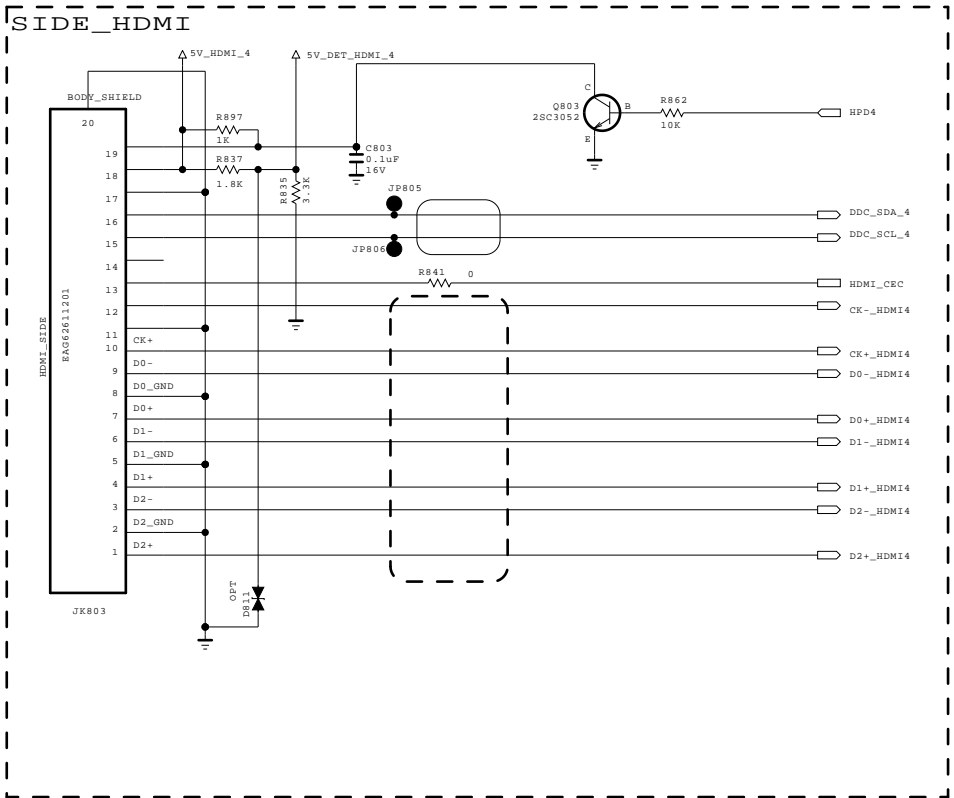 SIDE_HDMI
5V_HDMI_4
5V_DET_HDMI_4
BODY_SHIELD
20
R897
1K
C803
0.1uF
16V
R837
1.8K
R835
3.3K
C
Q803
2SC3052
B
E
R862
10K
HPD4
19
18
17
16
15
14
13
12
11
10
9
8
7
6
5
4
3
2
1
JP805
JP806
DDC_SDA_4
DDC_SCL_4
R841
0
HDMI_CEC
CK-_HDMI4
HDMI_SIDE
EAG62611201
CK+
CK+_HDMI4
D0-
D0-_HDMI4
D0_GND
D0+
D0+_HDMI4
D1-
D1-_HDMI4
D1_GND
D1+
D1+_HDMI4
D2-
D2-_HDMI4
D2_GND
D2+
D2+_HDMI4
OPT
D811
JK803